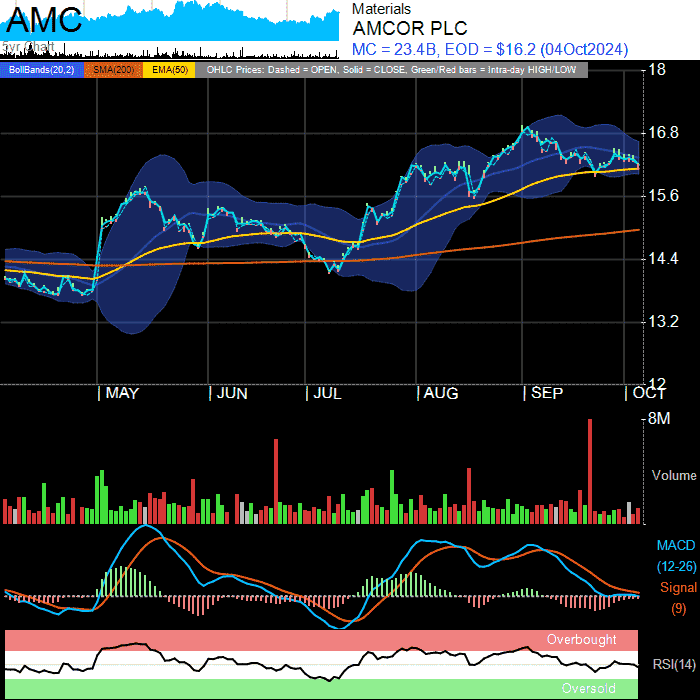 AMC
5yr Chart
Materials
AMCOR PLC
MC = 23.4B, EOD = $16.2 (04Oct2024)
BollBands(20,2) SMA(200) EMA(50) OHLC Prices: Dashed = OPEN, Solid = CLOSE, Green/Red bars = Intra-day HIGH/LOW
18
16.8
15.6
14.4
13.2
12
MAY JUN JUL AUG SEP OCT
8M
Volume
MACD
(12-26)
Signal
(9)
Overbought
RSI(14)
Oversold